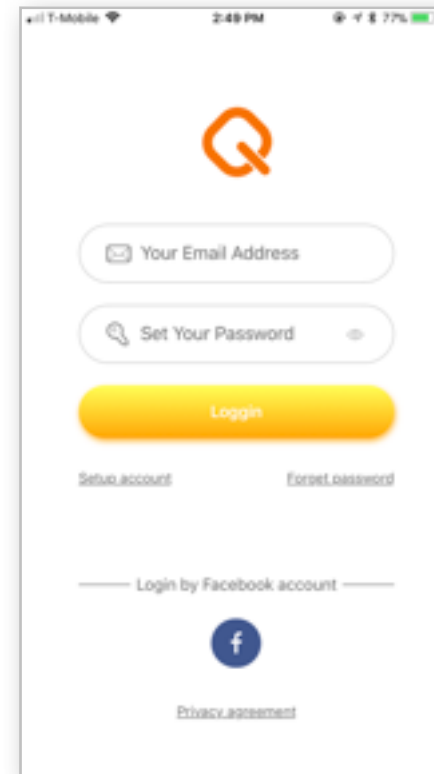 T-Mobile 2:49 PM 77%
Your Email Address
Set Your Password
Loggin
Setup account Forget password
Login by Facebook account
Privacy agreement